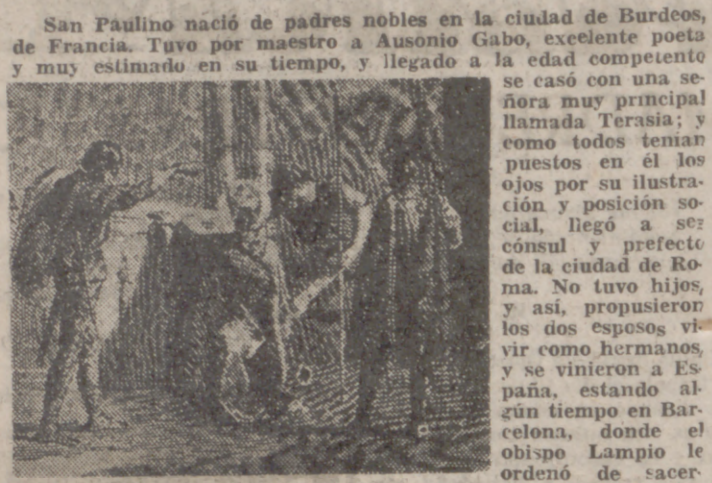 San Paulino nació de padres nobles en la ciudad de Burdeos,
de Francia. Tuvo por maestro a Ausonio Gabo, excelente poeta
y muy estimado en su tiempo, y llegado a la edad competente
se casó con una se-
ñora muy principal
llamada Terasia; y
como todos tenían
puestos en él los
ojos por su ilustra-
ción y posición so-
cial, llegó a ser
cónsul y prefecto
de la ciudad de Ro-
ma. No tuvo hijos,
y así, propusieron
los dos esposos vi-
vir como hermanos,
y se vinieron a Es-
paña, estando al-
gún tiempo en Bar-
celona, donde el
obispo Lampio le
ordenó de sacer-